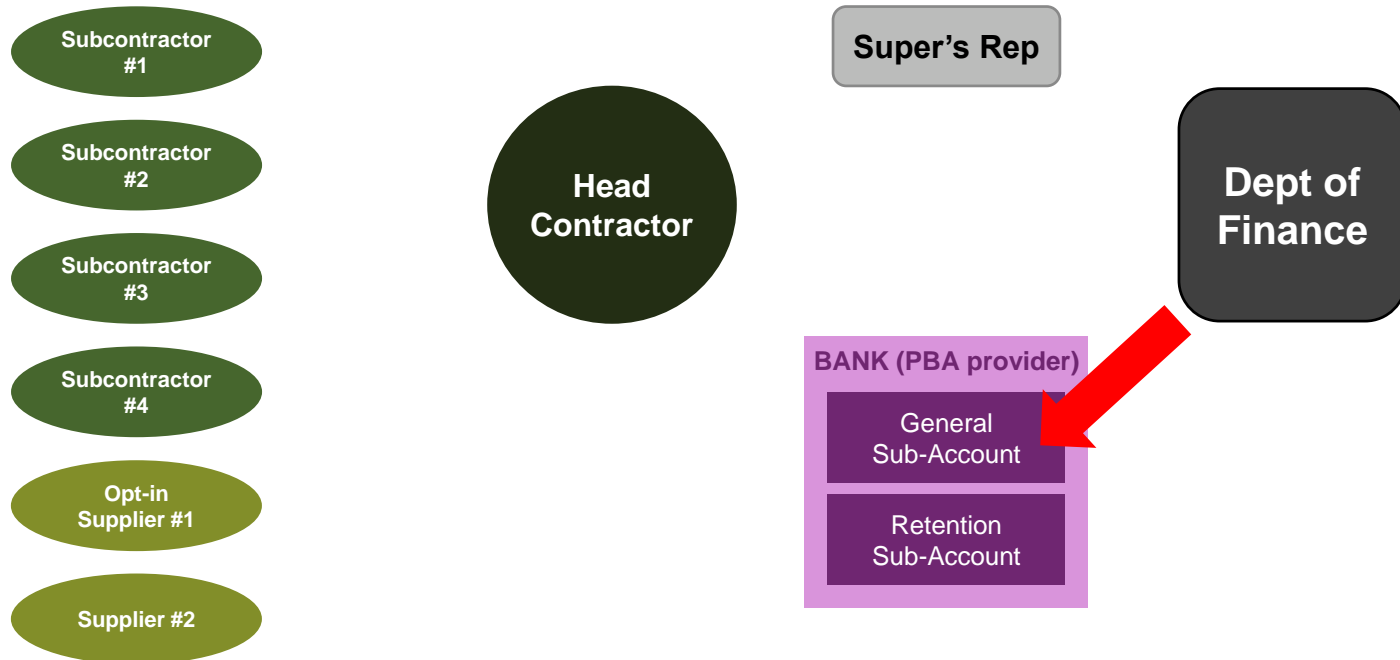 Subcontractor
#1
Subcontractor
#2
Subcontractor
#3
Subcontractor
#4
Opt-in
Supplier #1
Supplier #2
Head
Contractor
Super’s Rep
Dept of
Finance
BANK (PBA provider)
General
Sub-Account
Retention
Sub-Account